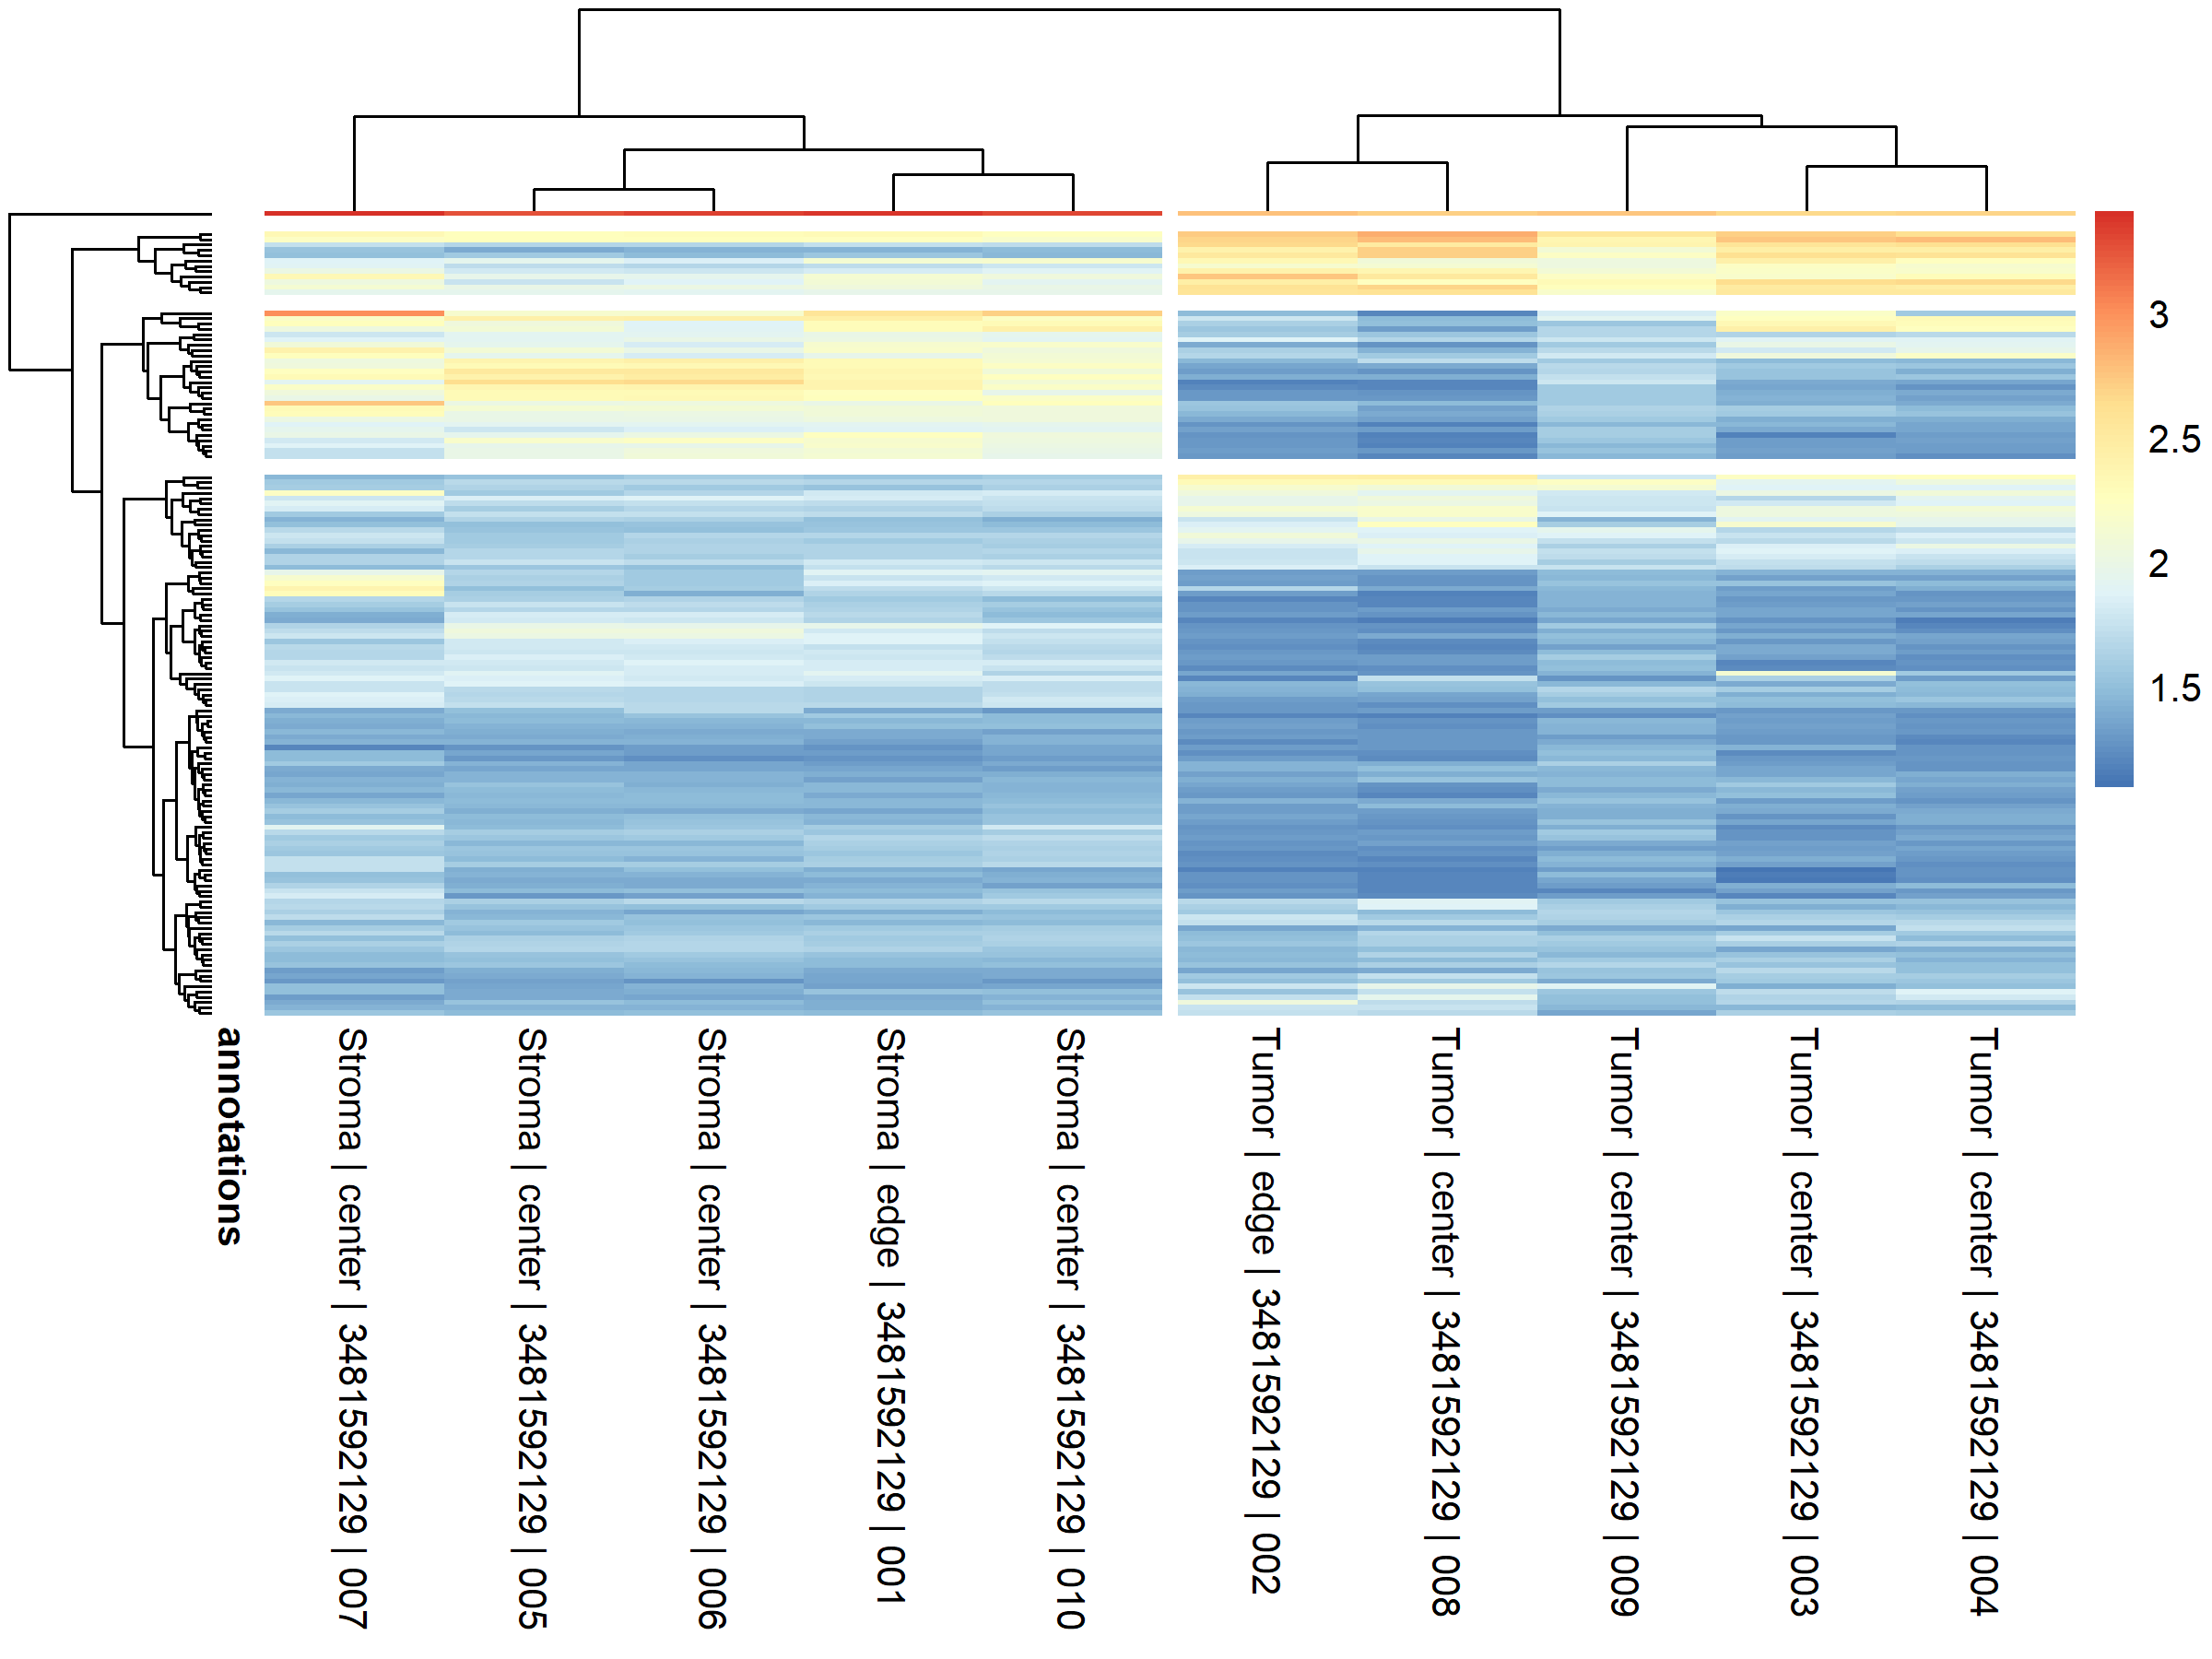 3
2.5
2
1.5
annotations
Stroma | center | 3481592129 | 007
Stroma | center | 3481592129 | 005
Stroma | center | 3481592129 | 006
Stroma | edge | 3481592129 | 001
Stroma | center | 3481592129 | 010
Tumor | edge | 3481592129 | 002
Tumor | center | 3481592129 | 008
Tumor | center | 3481592129 | 009
Tumor | center | 3481592129 | 003
Tumor | center | 3481592129 | 004